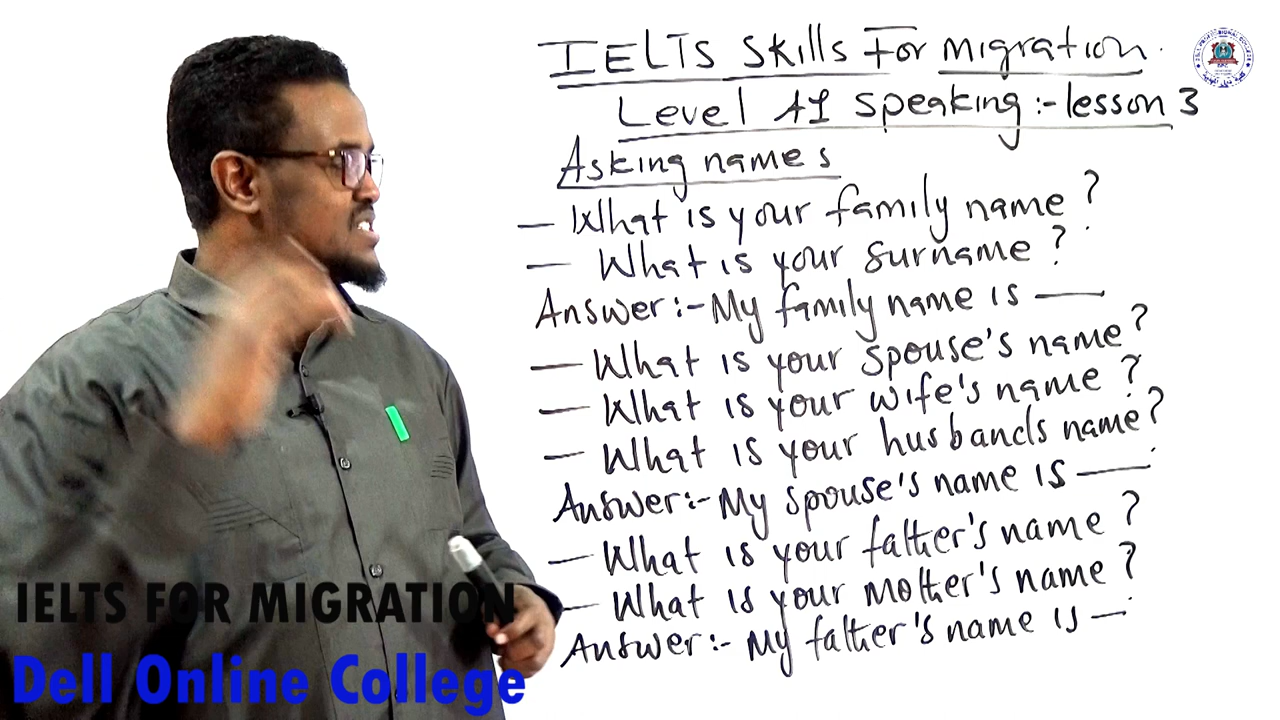 IELTS Skills For migration.
Level A1 speaking :- lesson 3
Asking names
— What is your family name?
— What is your surname?
Answer:- My family name is —
— What is your spouse's name?
— What is your wife's name?
— What is your husbands name?
Answer:- My spouse's name is —
— What is your father's name?
— What is your mother's name?
Answer:- My father's name is —
IELTS FOR MIGRATION
Dell Online College